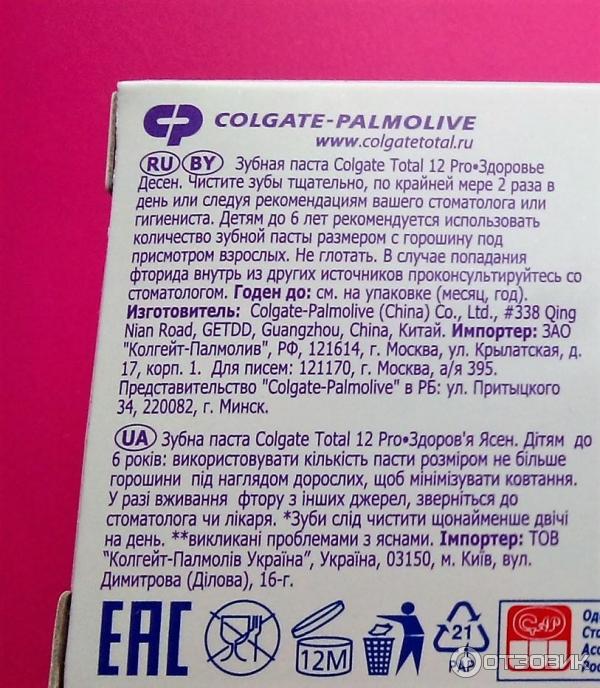 COLGATE-PALMOLIVE
www.colgatetotal.ru
RU BY Зубная паста Colgate Total 12 Pro•Здоровье
Десен. Чистите зубы тщательно, по крайней мере 2 раза в
день или следуя рекомендациям вашего стоматолога или
гигиениста. Детям до 6 лет рекомендуется использовать
количество зубной пасты размером с горошину под
присмотром взрослых. Не глотать. В случае попадания
фторида внутрь из других источников проконсультируйтесь со
стоматологом. Годен до: см. на упаковке (месяц, год).
Изготовитель: Colgate-Palmolive (China) Co., Ltd., #338 Qing
Nian Road, GETDD, Guangzhou, China, Китай. Импортер: ЗАО
"Колгейт-Палмолив", РФ, 121614, г. Москва, ул. Крылатская, д.
17, корп. 1. Для писем: 121170, г. Москва, а/я 395.
Представительство "Colgate-Palmolive" в РБ: ул. Притыцкого
34, 220082, г. Минск.
UA Зубна паста Colgate Total 12 Pro•Здоров'я Ясен. Дітям до
6 років: використовувати кількість пасти розміром не більше
горошини під наглядом дорослих, щоб мінімізувати ковтання.
У разі вживання фтору з інших джерел, зверніться до
стоматолога чи лікаря. *Зуби слід чистити щонайменше двічі
на день. **викликані проблемами з яснами. Імпортер: ТОВ
"Колгейт-Палмолів Україна", Україна, 03150, м. Київ, вул.
Димитрова (Ділова), 16-г.
EAC
12M
21
PAP
САР
Од
Сто
Асс
Рос
ОТЗОВИК